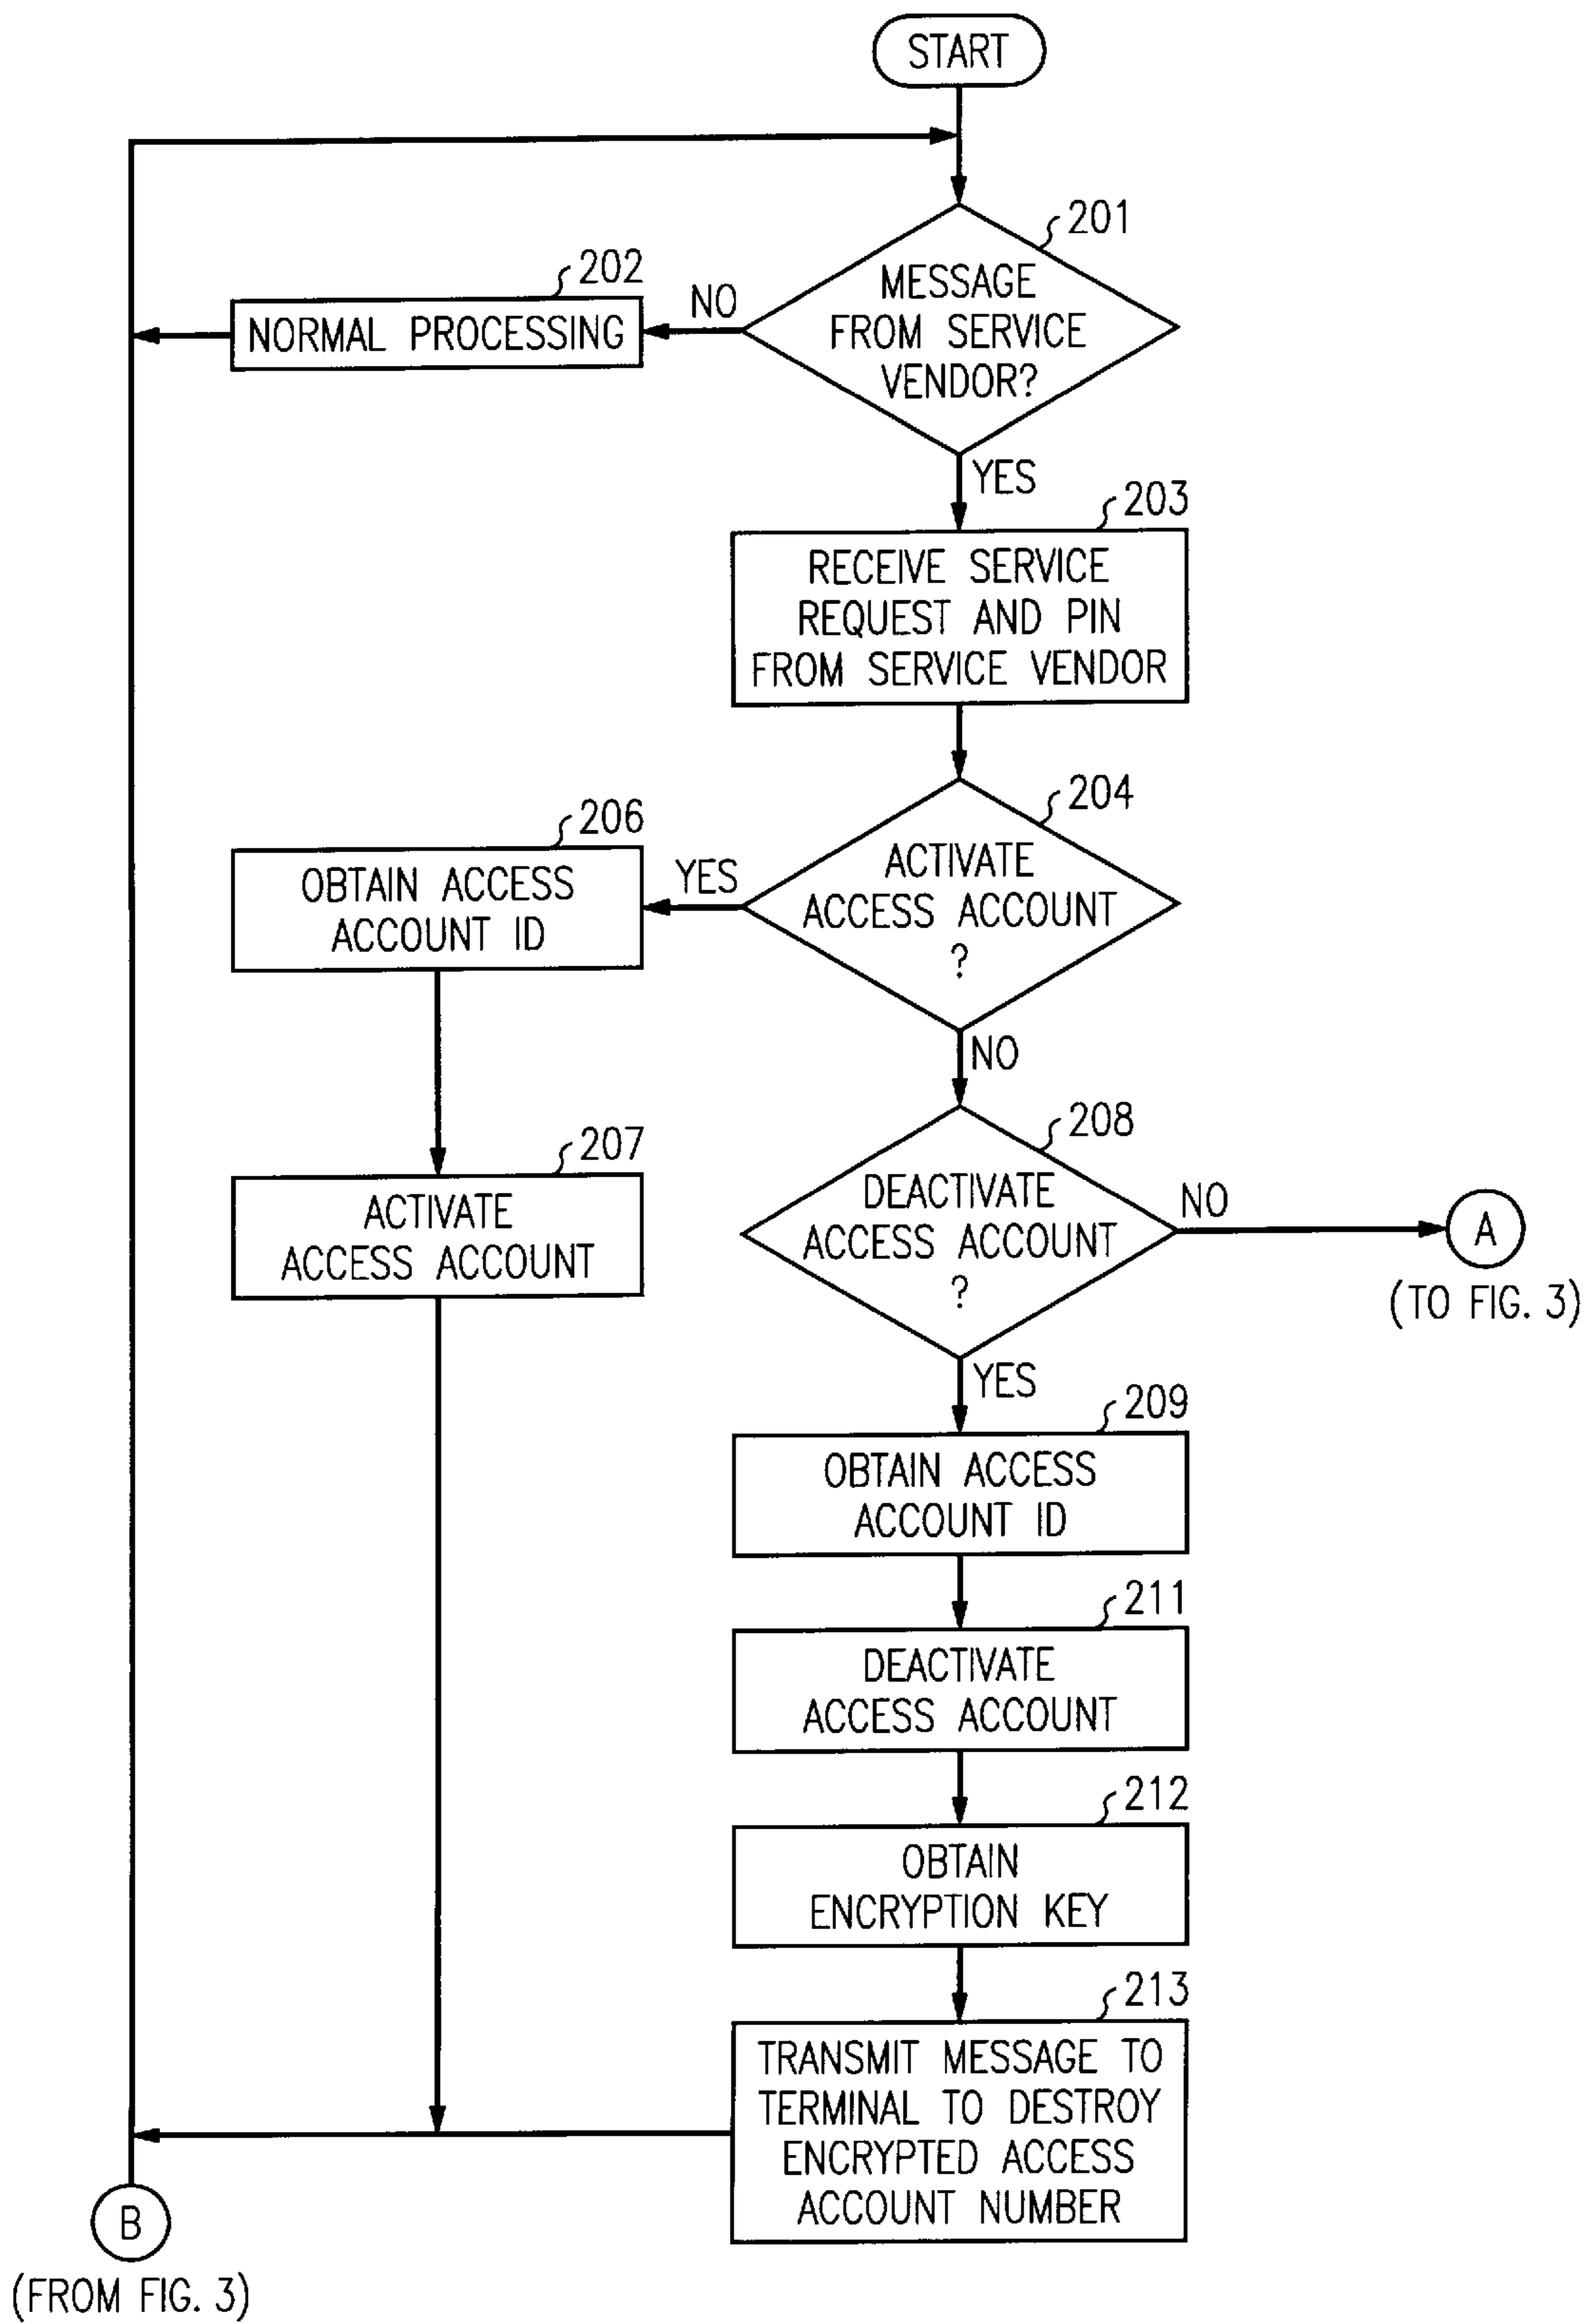 START
201
MESSAGE
FROM SERVICE
VENDOR?
NO
202
NORMAL PROCESSING
YES
203
RECEIVE SERVICE
REQUEST AND PIN
FROM SERVICE VENDOR
204
ACTIVATE
ACCESS ACCOUNT
?
YES
206
OBTAIN ACCESS
ACCOUNT ID
207
ACTIVATE
ACCESS ACCOUNT
NO
208
DEACTIVATE
ACCESS ACCOUNT
?
NO
A
(TO FIG. 3)
YES
209
OBTAIN ACCESS
ACCOUNT ID
211
DEACTIVATE
ACCESS ACCOUNT
212
OBTAIN
ENCRYPTION KEY
213
TRANSMIT MESSAGE TO
TERMINAL TO DESTROY
ENCRYPTED ACCESS
ACCOUNT NUMBER
B
(FROM FIG. 3)